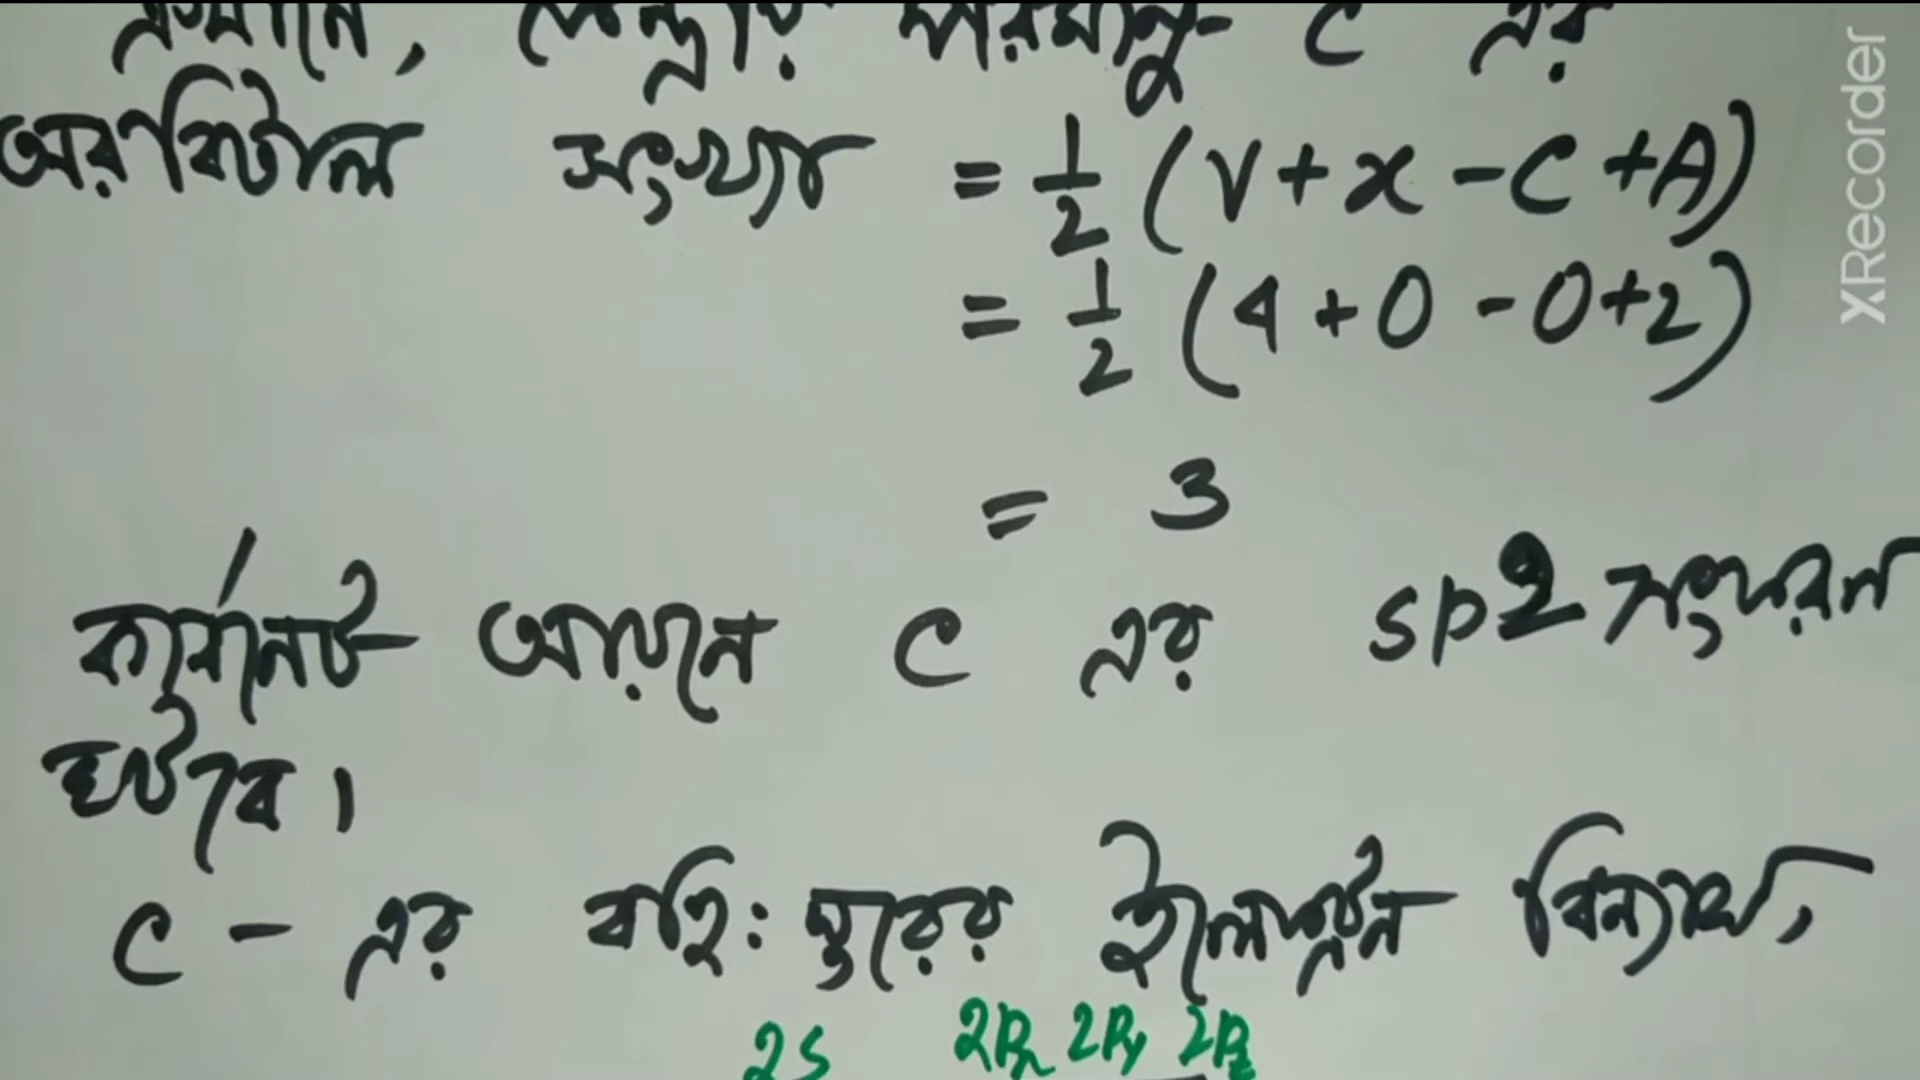 এখানে, কেন্দ্রীয় পরমাণু- C এর
অরবিটাল সংখ্যা = 1/2 (V + x - C + A)
= 1/2 (4 + 0 - 0 + 2)
= 3
কার্বনেট আয়নে C এর sp2 সংকরণ
ঘটবে।
C - এর বহিঃস্তরের ইলেকট্রন বিন্যাস,
2s 2Px 2Py 2Pz
XRecorder